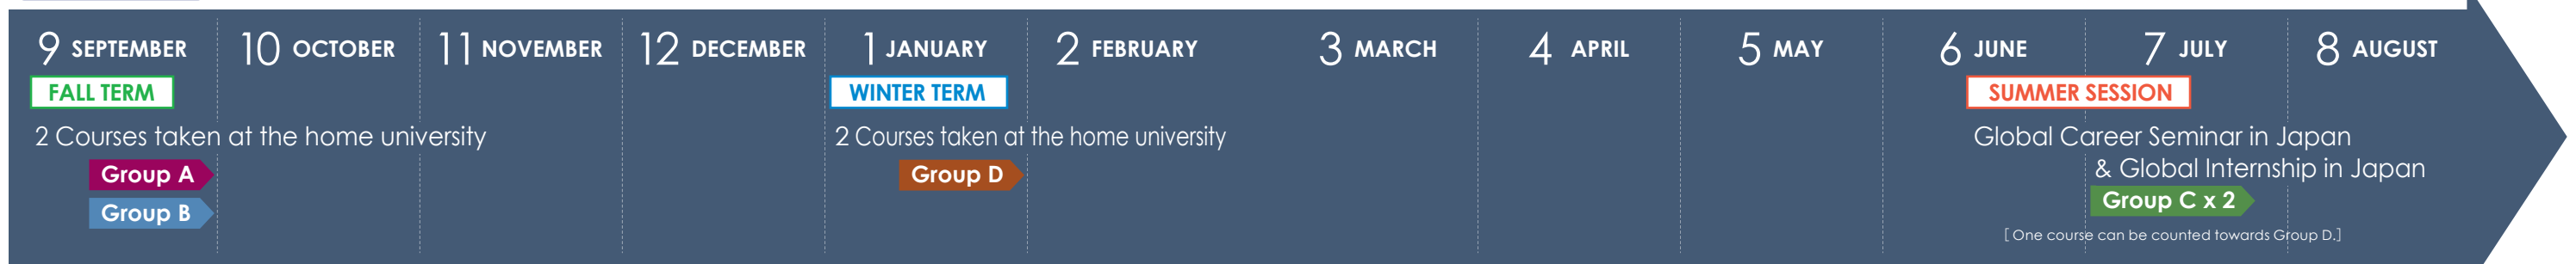 9 SEPTEMBER 10 OCTOBER 11 NOVEMBER 12 DECEMBER 1 JANUARY 2 FEBRUARY 3 MARCH 4 APRIL 5 MAY 6 JUNE 7 JULY 8 AUGUST
FALL TERM
2 Courses taken at the home university
Group A
Group B
WINTER TERM
2 Courses taken at the home university
Group D
SUMMER SESSION
Global Career Seminar in Japan
& Global Internship in Japan
Group C x 2
[ One course can be counted towards Group D.]